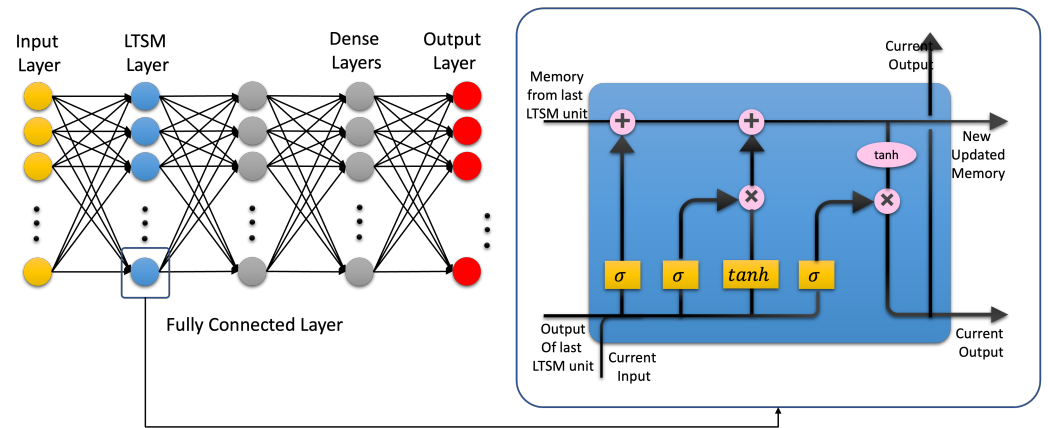 Input
Layer
LTSM
Layer
Dense
Layers
Output
Layer
Fully Connected Layer
Memory
from last
LTSM unit
Current
Output
+
+
tanh
New
Updated
Memory
×
×
σ
σ
tanh
σ
Output
Of last
LTSM unit
Current
Input
Current
Output